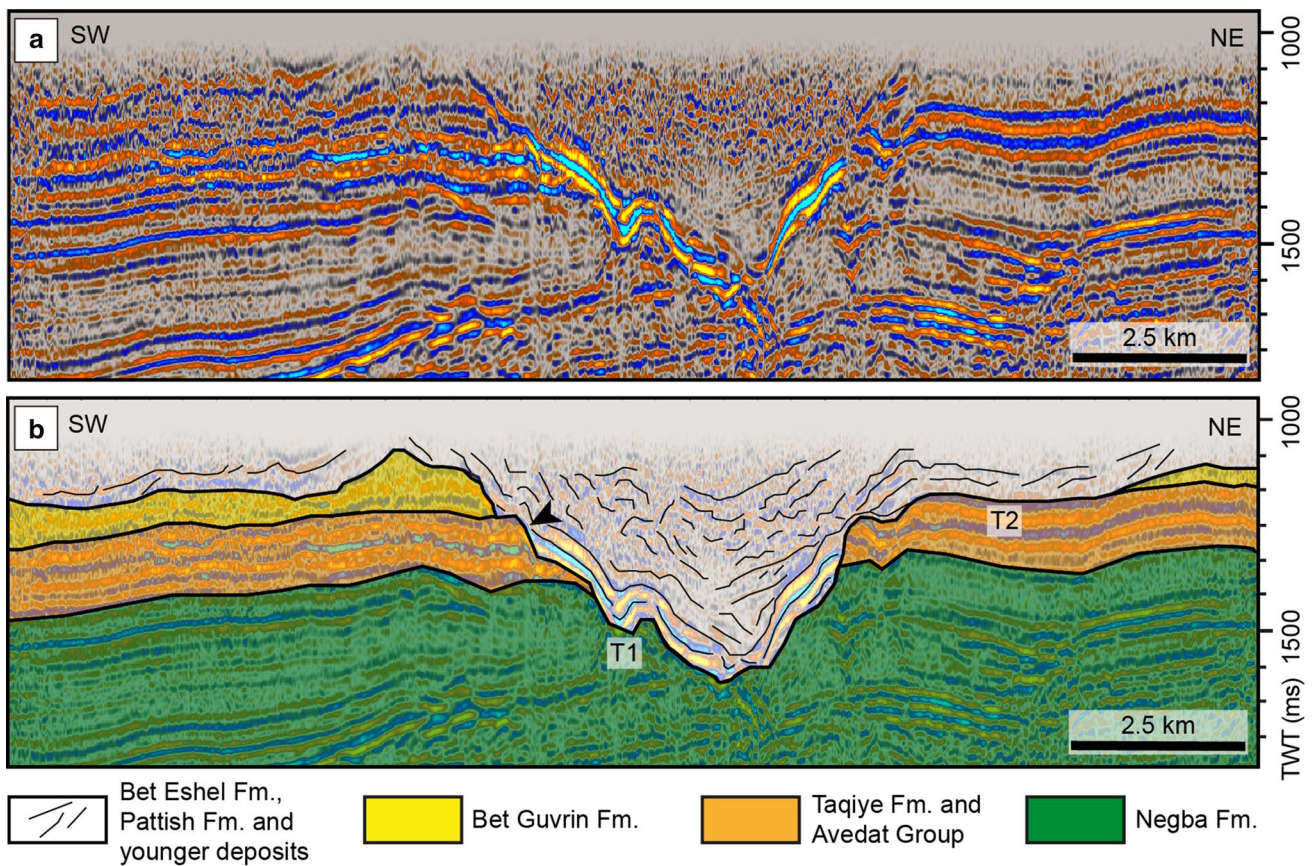 a
SW
NE
1000
1500
2.5 km
b
SW
NE
1000
T2
T1
1500
2.5 km
TWT (ms)
Bet Eshel Fm.,
Pattish Fm. and
younger deposits
Bet Guvrin Fm.
Taqiye Fm. and
Avedat Group
Negba Fm.